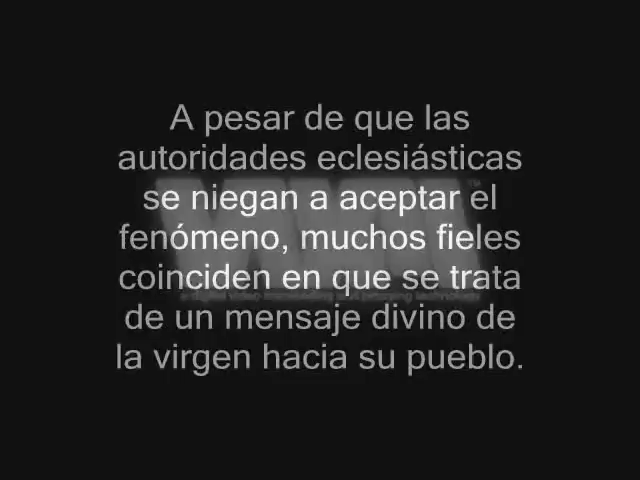 A pesar de que las
autoridades eclesiásticas
se niegan a aceptar el
fenómeno, muchos fieles
coinciden en que se trata
de un mensaje divino de
la virgen hacia su pueblo.